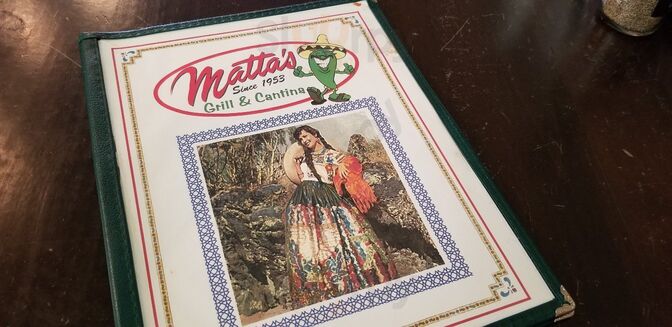 Matta's
Since 1953
Grill & Cantina